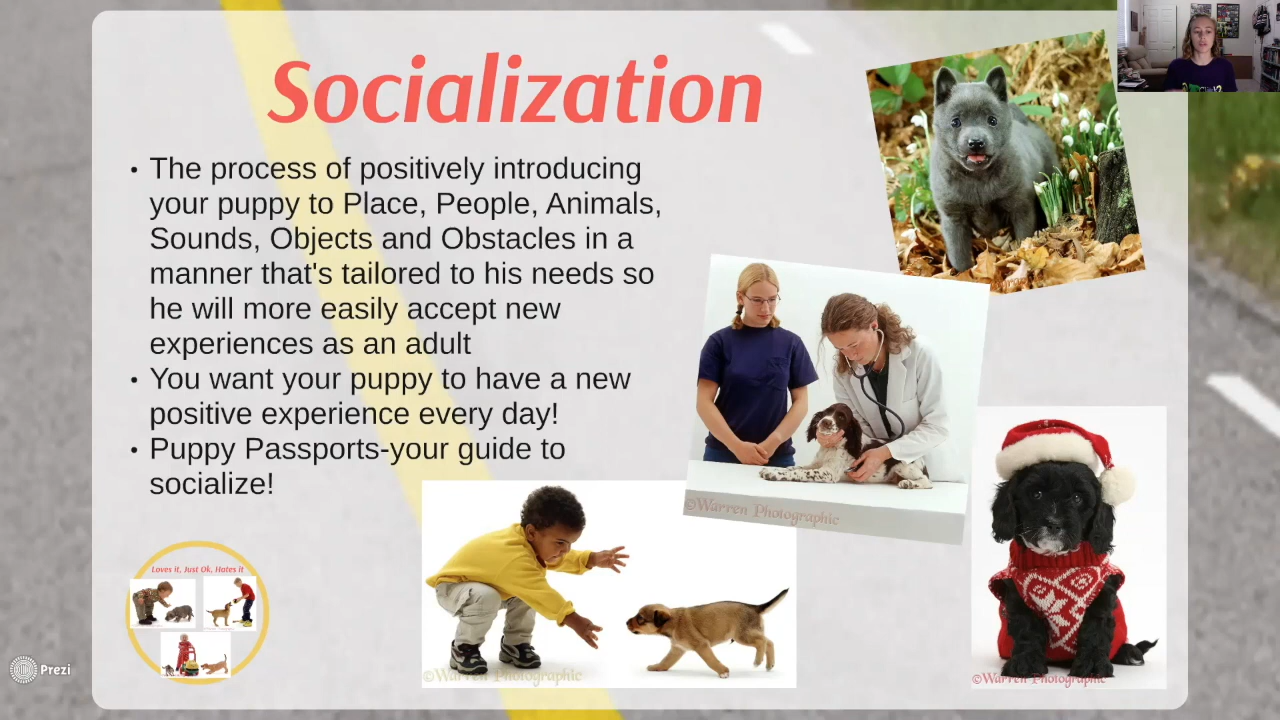 Socialization
• The process of positively introducing
your puppy to Place, People, Animals,
Sounds, Objects and Obstacles in a
manner that's tailored to his needs so
he will more easily accept new
experiences as an adult
• You want your puppy to have a new
positive experience every day!
• Puppy Passports-your guide to
socialize!
©Warren Photographic
Loves it, Just Ok, Hates it
©Warren Photographic
©Warren Photographic
Prezi